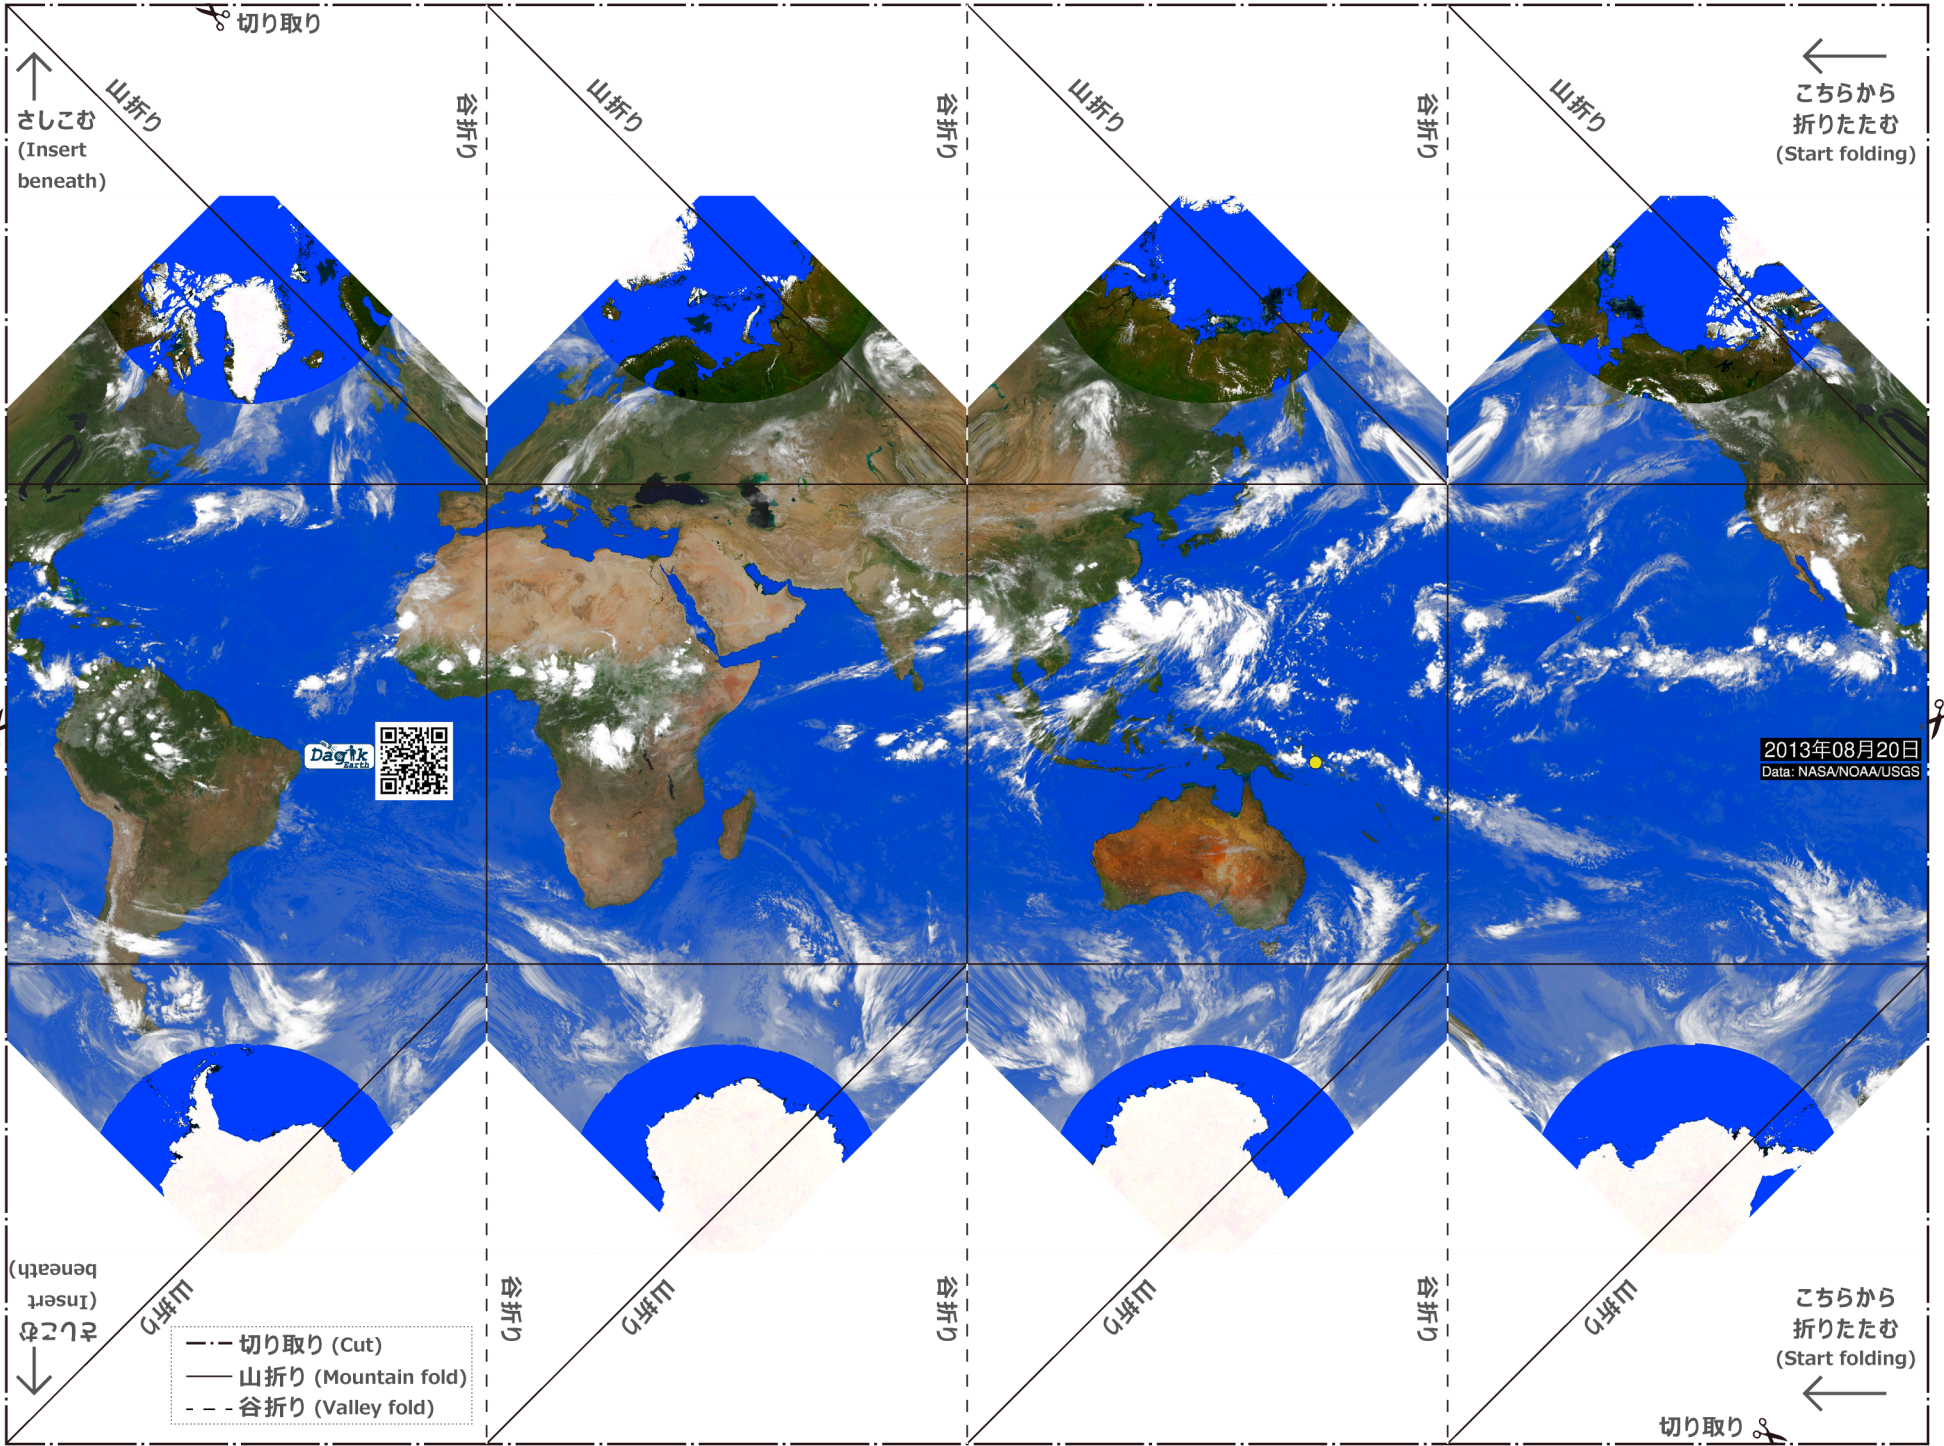 切り取り
さしこむ
(Insert
beneath)
山折り
谷折り
山折り
谷折り
山折り
谷折り
山折り
こちらから
折りたたむ
(Start folding)
Dagik
Earth
2013年08月20日
Data: NASA/NOAA/USGS
さしこむ
(Insert
beneath)
山折り
谷折り
山折り
谷折り
山折り
谷折り
山折り
こちらから
折りたたむ
(Start folding)
切り取り (Cut)
山折り (Mountain fold)
谷折り (Valley fold)
切り取り